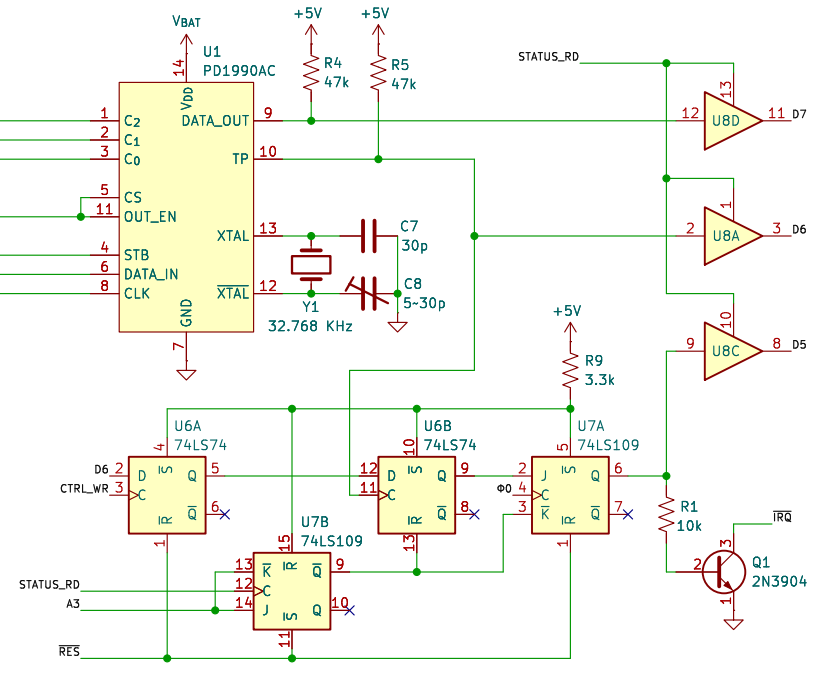 +5V
+5V
VBAT
U1
PD1990AC
14
VDD
R4
47k
R5
47k
STATUS_RD
13
12
U8D
11
D7
1
C2
2
C1
3
C0
DATA_OUT
9
TP
10
5
CS
11
OUT_EN
XTAL
13
C7
30p
1
2
U8A
3
D6
4
STB
6
DATA_IN
8
CLK
XTAL
12
C8
5~30p
Y1
32.768 KHz
GND
7
+5V
R9
3.3k
10
9
U8C
8
D5
U6A
74LS74
4
D6
2
D
S
Q
5
CTRL_WR
3
C
R
Q
6
1
U6B
74LS74
10
12
D
S
Q
9
11
C
R
Q
8
13
U7A
74LS109
5
2
J
S
Q
6
Φ0
4
C
3
K
R
Q
7
1
R1
10k
IRQ
3
2
Q1
2N3904
1
U7B
74LS109
15
13
K
R
Q
9
STATUS_RD
12
C
A3
14
J
S
Q
10
11
RES